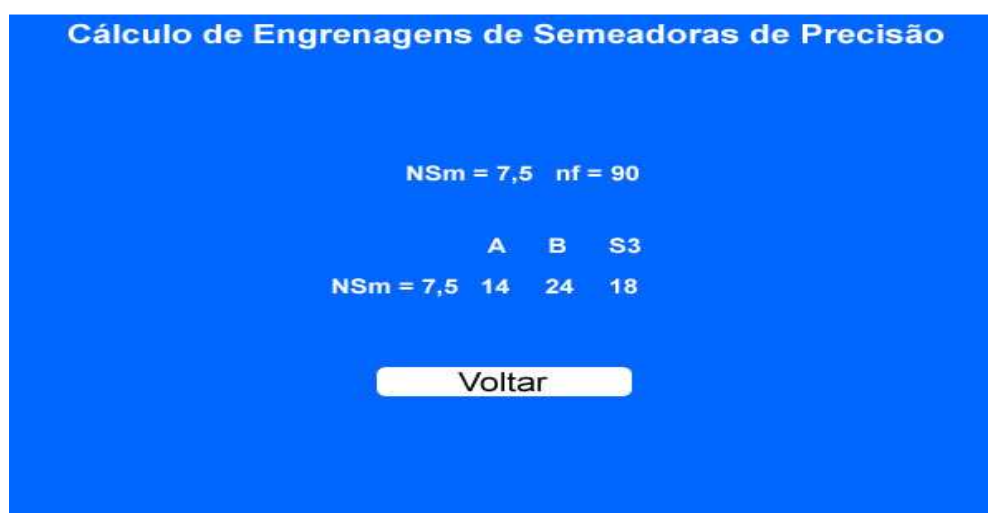 Cálculo de Engrenagens de Semeadoras de Precisão
NSm = 7,5 nf = 90
A B S3
NSm = 7,5 14 24 18
Voltar